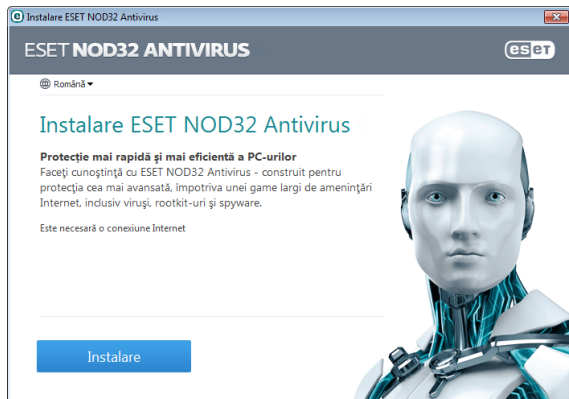 Instalare ESET NOD32 Antivirus
ESET NOD32 ANTIVIRUS
eset
Română
Instalare ESET NOD32 Antivirus
Protecție mai rapidă şi mai eficientă a PC-urilor
Faceţi cunoştinţă cu ESET NOD32 Antivirus - construit pentru
protecţia cea mai avansată, împotriva unei game largi de ameninţări
Internet, inclusiv viruşi, rootkit-uri şi spyware.
Este necesară o conexiune Internet
Instalare